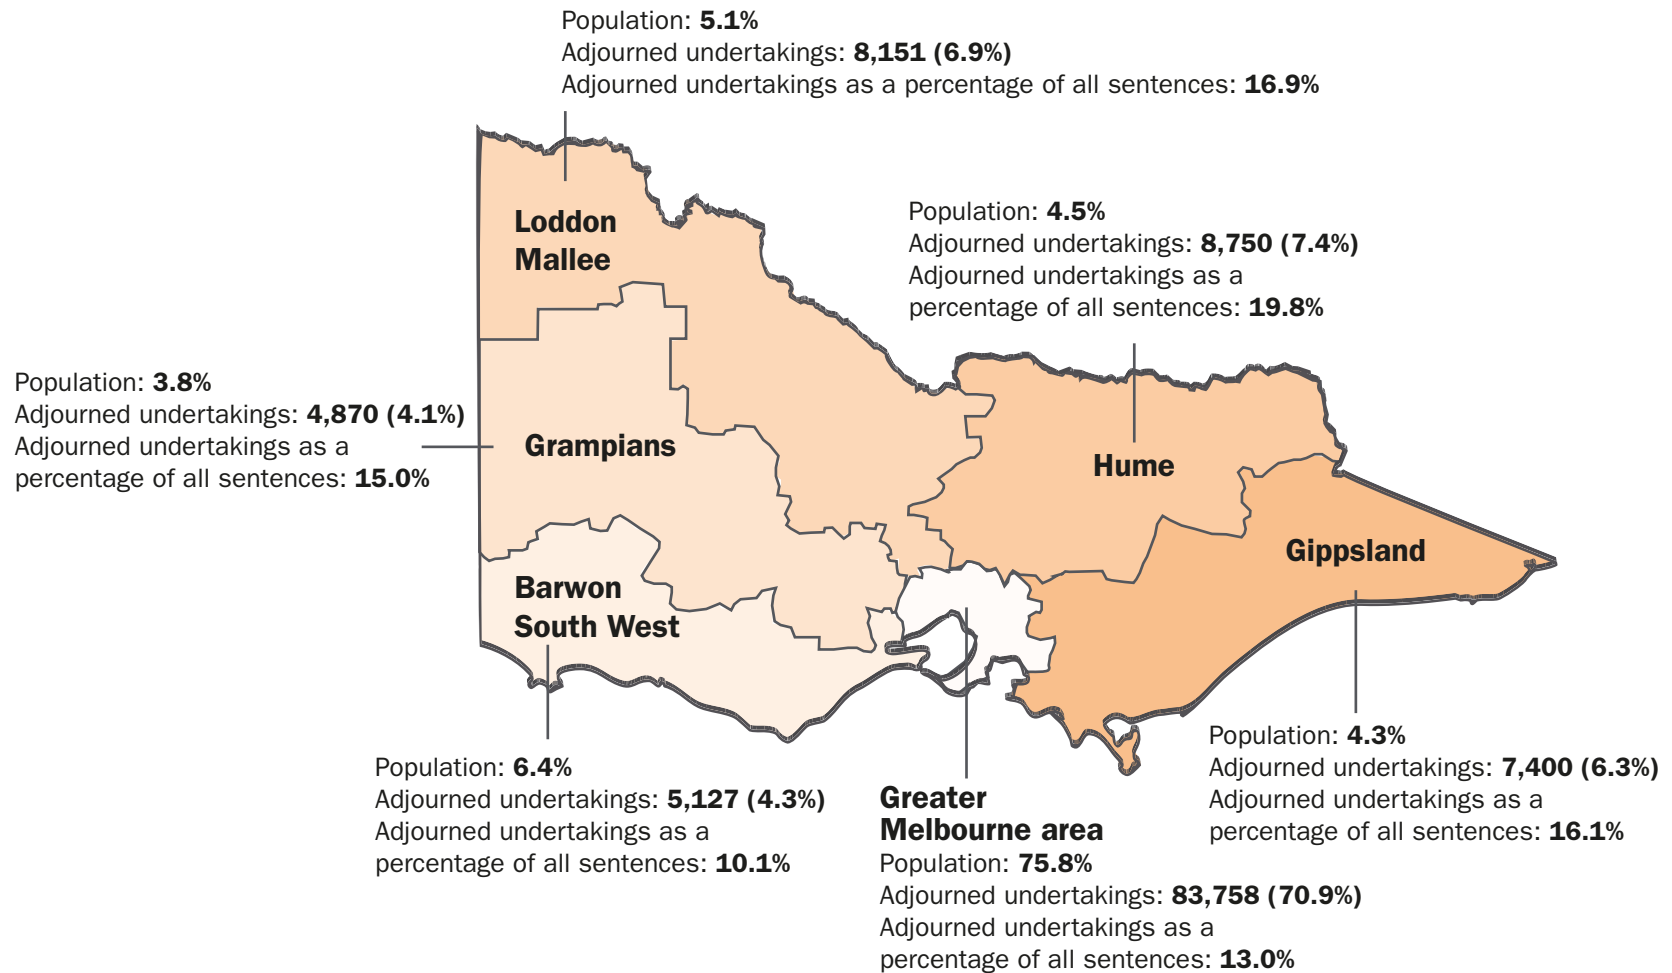 Population: 5.1%
Adjourned undertakings: 8,151 (6.9%)
Adjourned undertakings as a percentage of all sentences: 16.9%
Loddon
Mallee
Population: 4.5%
Adjourned undertakings: 8,750 (7.4%)
Adjourned undertakings as a
percentage of all sentences: 19.8%
Hume
Population: 3.8%
Adjourned undertakings: 4,870 (4.1%)
Adjourned undertakings as a
percentage of all sentences: 15.0%
Grampians
Gippsland
Barwon
South West
Population: 6.4%
Adjourned undertakings: 5,127 (4.3%)
Adjourned undertakings as a
percentage of all sentences: 10.1%
Greater
Melbourne area
Population: 75.8%
Adjourned undertakings: 83,758 (70.9%)
Adjourned undertakings as a
percentage of all sentences: 13.0%
Population: 4.3%
Adjourned undertakings: 7,400 (6.3%)
Adjourned undertakings as a
percentage of all sentences: 16.1%